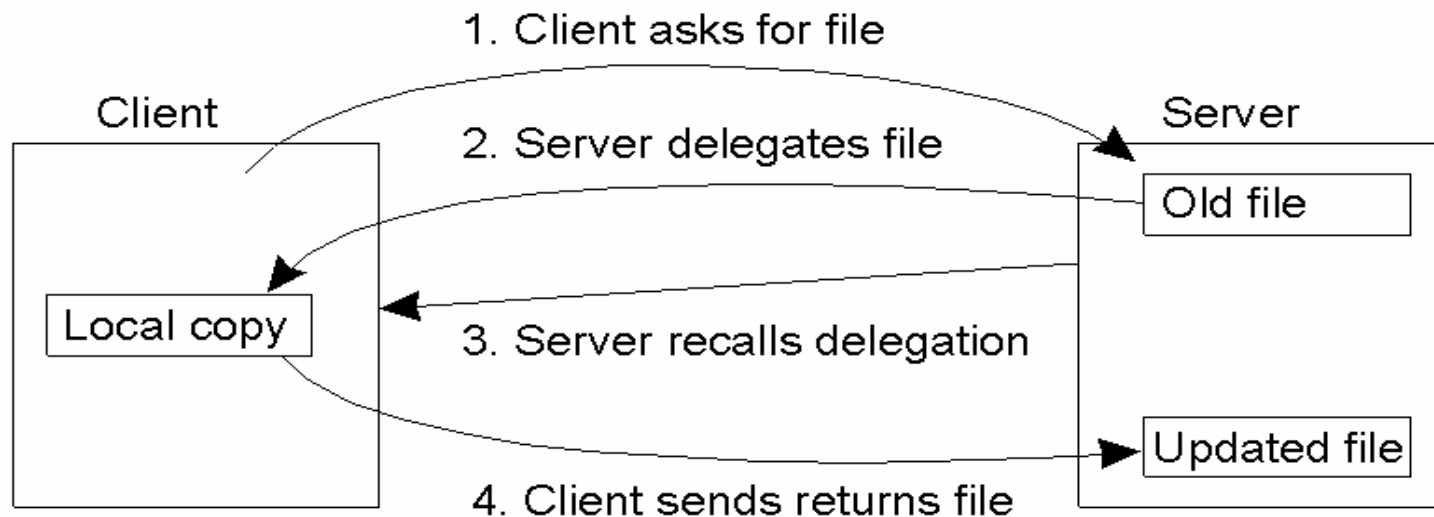 1. Client asks for file
Client
Server
2. Server delegates file
Old file
Local copy
3. Server recalls delegation
Updated file
4. Client sends returns file